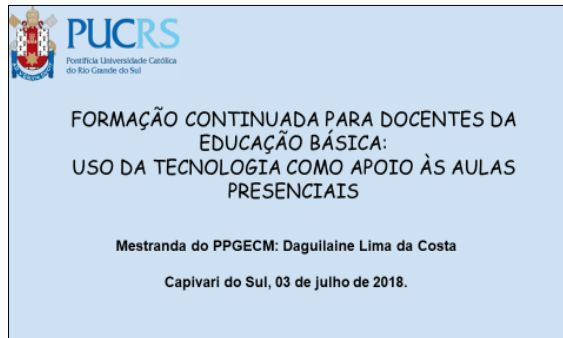 PUCRS
Pontifícia Universidade Católica
do Rio Grande do Sul
FORMAÇÃO CONTINUADA PARA DOCENTES DA
EDUCAÇÃO BÁSICA:
USO DA TECNOLOGIA COMO APOIO ÀS AULAS
PRESENCIAIS
Mestranda do PPGECM: Daguilaine Lima da Costa
Capivari do Sul, 03 de julho de 2018.